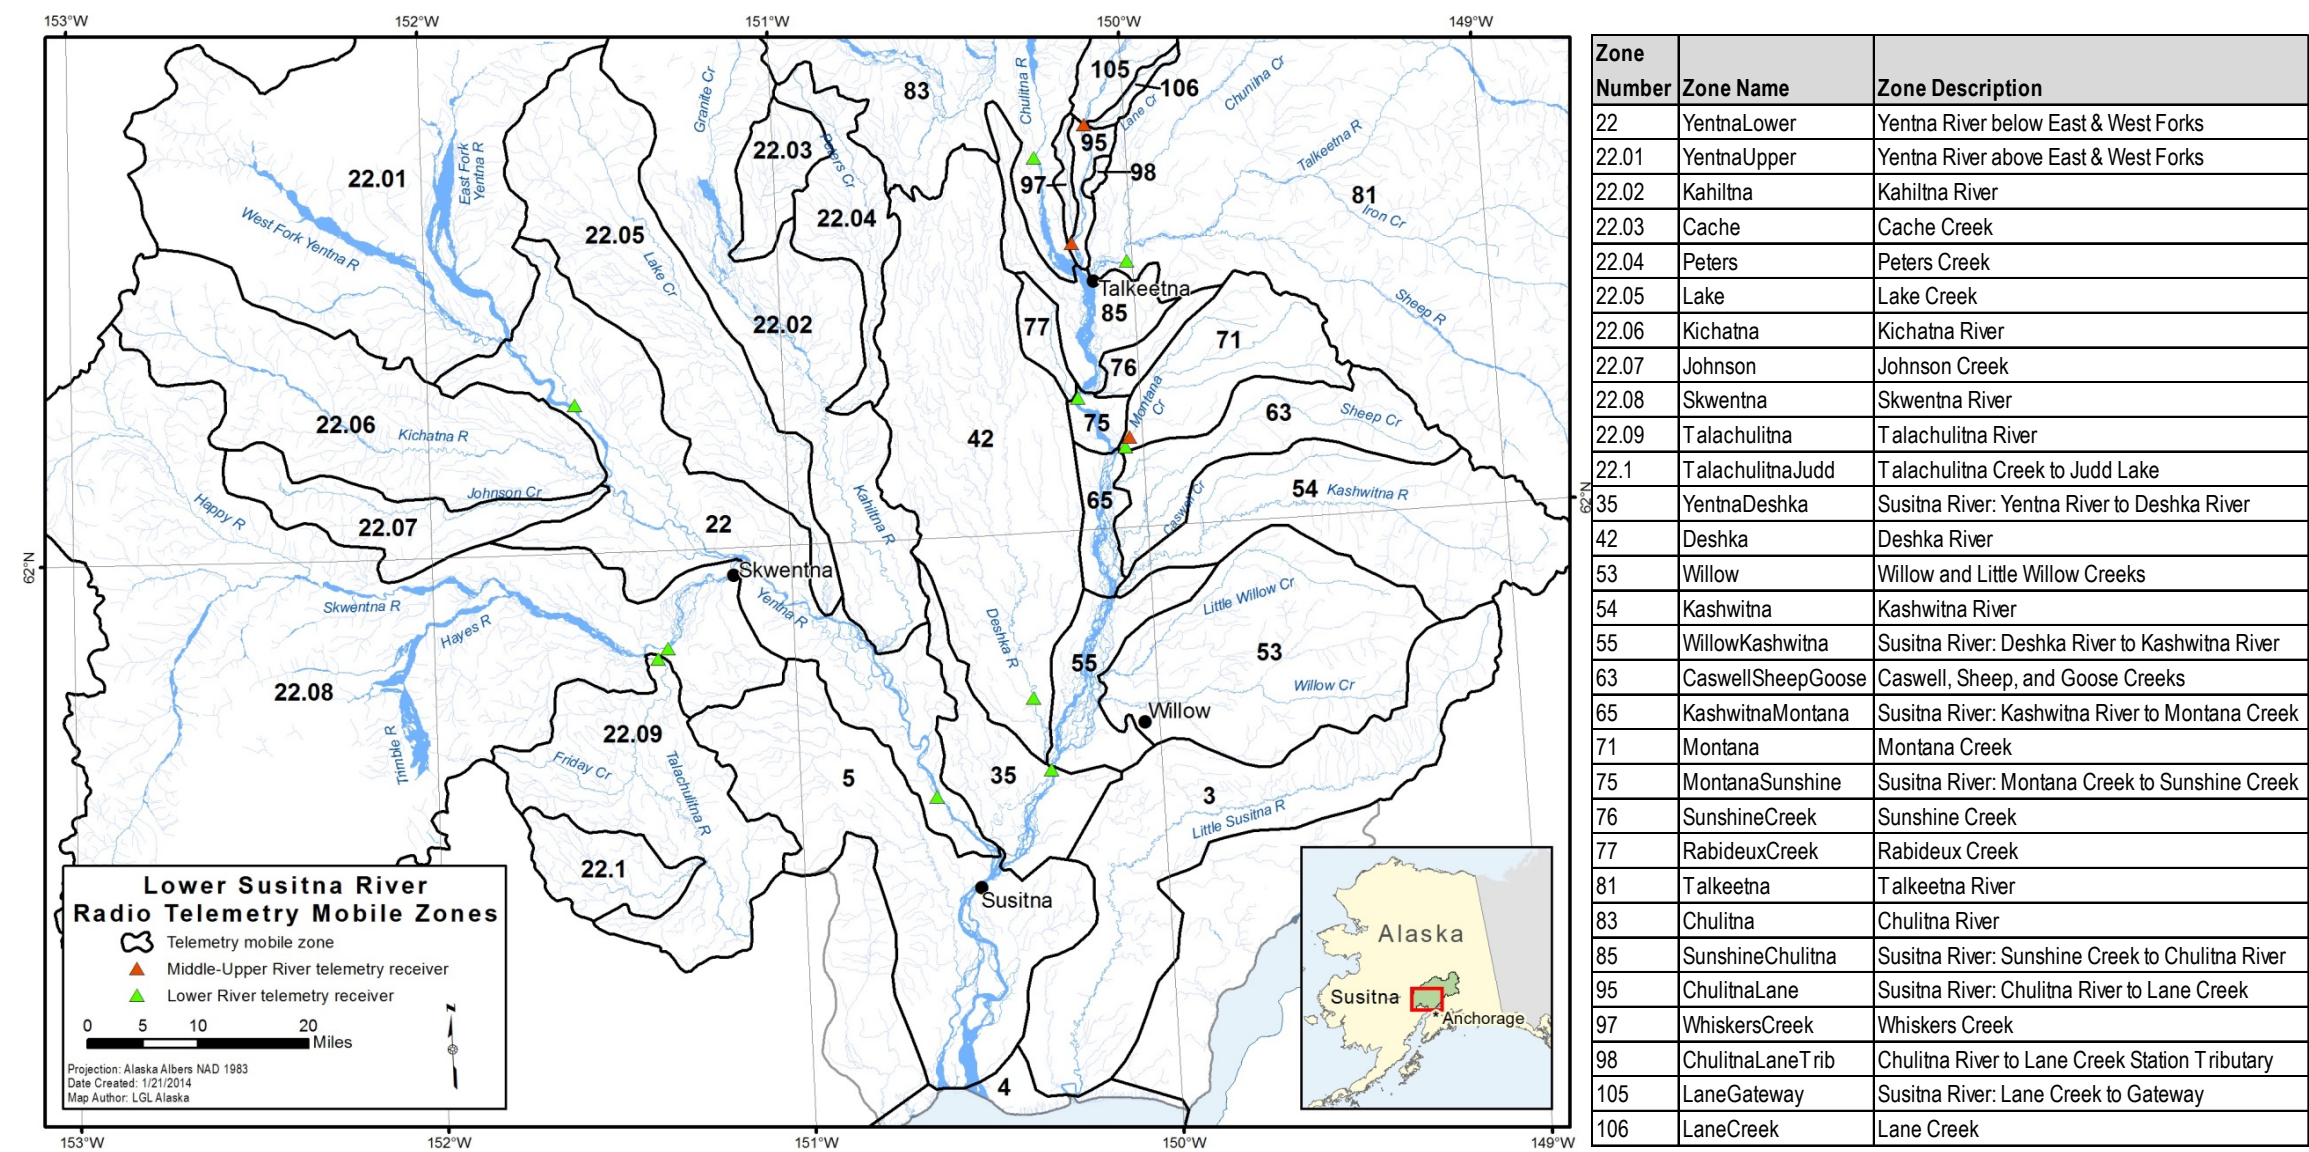 153°W 152°W 151°W 150°W 149°W
105
83
106
Granite Cr
Chulitna R
Chunilna Cr
Lane Cr
95
22.03
Peters Cr
Talkeetna R
98
22.01
East Fork
Yentna R
97
81
22.04
Iron Cr
West Fork Yentna R
22.05
Lake Cr
Talkeetna
Sheep R
85
22.02
77
71
76
Montana
Cr
63
Sheep Cr
22.06
Kichatna R
42
75
Johnson Cr
54
Kashwitna R
65
Caswell Cr
62°N
Happy R
22.07
22
Kahiltna R
62°N
Skwentna
Skwentna R
Yentna R
Little Willow Cr
Hayes R
Deshka R
53
55
22.08
Willow Cr
Willow
22.09
Trimble R
Friday Cr
Talachulitna R
5
35
3
Little Susitna R
22.1
Susitna
4
Lower Susitna River
Radio Telemetry Mobile Zones
Telemetry mobile zone
Middle-Upper River telemetry receiver
Lower River telemetry receiver
N
0 5 10 20
Miles
Projection: Alaska Albers NAD 1983
Date Created: 1/21/2014
Map Author: LGL Alaska
Alaska
Susitna
* Anchorage
153°W 152°W 151°W 150°W 149°W
Zone
Number Zone Name Zone Description
22 YentnaLower Yentna River below East & West Forks
22.01 YentnaUpper Yentna River above East & West Forks
22.02 Kahiltna Kahiltna River
22.03 Cache Cache Creek
22.04 Peters Peters Creek
22.05 Lake Lake Creek
22.06 Kichatna Kichatna River
22.07 Johnson Johnson Creek
22.08 Skwentna Skwentna River
22.09 Talachulitna Talachulitna River
22.1 TalachulitnaJudd Talachulitna Creek to Judd Lake
35 YentnaDeshka Susitna River: Yentna River to Deshka River
42 Deshka Deshka River
53 Willow Willow and Little Willow Creeks
54 Kashwitna Kashwitna River
55 WillowKashwitna Susitna River: Deshka River to Kashwitna River
63 CaswellSheepGoose Caswell, Sheep, and Goose Creeks
65 KashwitnaMontana Susitna River: Kashwitna River to Montana Creek
71 Montana Montana Creek
75 MontanaSunshine Susitna River: Montana Creek to Sunshine Creek
76 SunshineCreek Sunshine Creek
77 RabideuxCreek Rabideux Creek
81 Talkeetna Talkeetna River
83 Chulitna Chulitna River
85 SunshineChulitna Susitna River: Sunshine Creek to Chulitna River
95 ChulitnaLane Susitna River: Chulitna River to Lane Creek
97 WhiskersCreek Whiskers Creek
98 ChulitnaLaneTrib Chulitna River to Lane Creek Station Tributary
105 LaneGateway Susitna River: Lane Creek to Gateway
106 LaneCreek Lane Creek